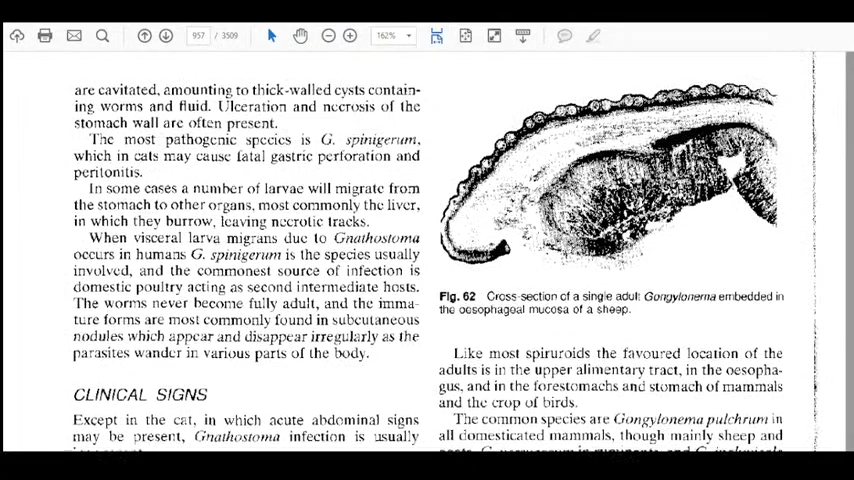 957 / 3509
162%
are cavitated, amounting to thick-walled cysts contain-
ing worms and fluid. Ulceration and necrosis of the
stomach wall are often present.
The most pathogenic species is G. spinigerum,
which in cats may cause fatal gastric perforation and
peritonitis.
In some cases a number of larvae will migrate from
the stomach to other organs, most commonly the liver,
in which they burrow, leaving necrotic tracks.
When visceral larva migrans due to Gnathostoma
occurs in humans G. spinigerum is the species usually
involved, and the commonest source of infection is
domestic poultry acting as second intermediate hosts.
The worms never become fully adult, and the imma-
ture forms are most commonly found in subcutaneous
nodules which appear and disappear irregularly as the
parasites wander in various parts of the body.
CLINICAL SIGNS
Except in the cat, in which acute abdominal signs
may be present, Gnathostoma infection is usually
Fig. 62 Cross-section of a single adult Gongylonema embedded in
the oesophageal mucosa of a sheep.
Like most spiruroids the favoured location of the
adults is in the upper alimentary tract, in the oesopha-
gus, and in the forestomachs and stomach of mammals
and the crop of birds.
The common species are Gongylonema pulchrum in
all domesticated mammals, though mainly sheep and